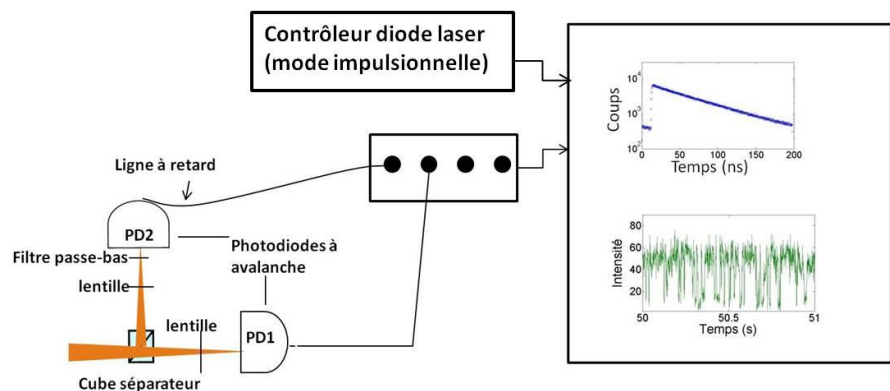 Contrôleur diode laser
(mode impulsionnelle)
Ligne à retard
PD2
Photodiodes à
avalanche
Filtre passe-bas
lentille
lentille
PD1
Cube séparateur
Coups
10^4
10^3
10^2
0 50 100 150 200
Temps (ns)
Intensité
80
60
40
20
50 50.5 51
Temps (s)